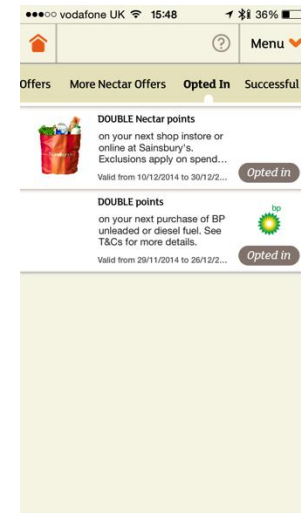 vodafone UK 15:48 36%
? Menu
Offers More Nectar Offers Opted In Successful
DOUBLE Nectar points
on your next shop instore or
online at Sainsbury's.
Exclusions apply on spend...
Valid from 10/12/2014 to 30/12/2... Opted in
DOUBLE points
on your next purchase of BP
unleaded or diesel fuel. See
T&Cs for more details.
bp
Valid from 29/11/2014 to 26/12/2... Opted in